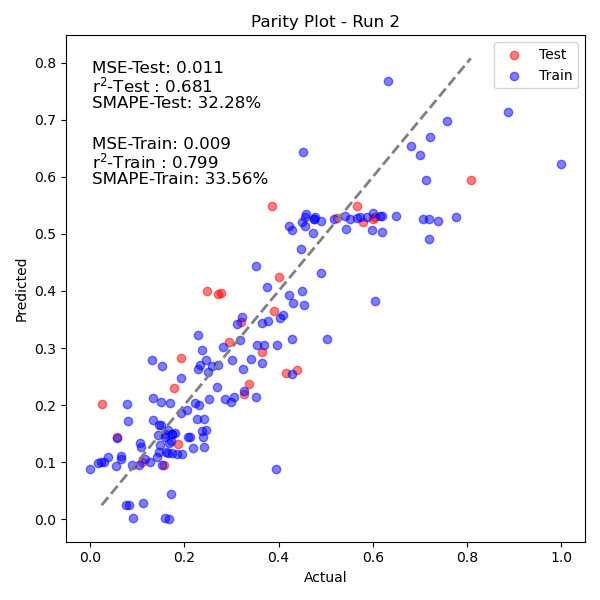 Parity Plot - Run 2
MSE-Test: 0.011
r²-Test : 0.681
SMAPE-Test: 32.28%
MSE-Train: 0.009
r²-Train : 0.799
SMAPE-Train: 33.56%
Test
Train
Predicted
0.8
0.7
0.6
0.5
0.4
0.3
0.2
0.1
0.0
0.0 0.2 0.4 0.6 0.8 1.0
Actual